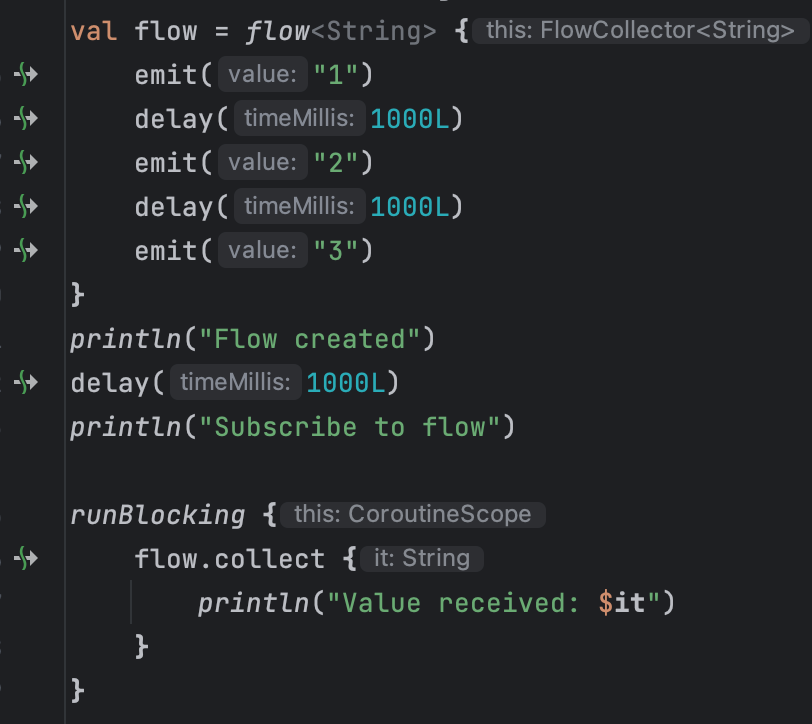 val flow = flow<String> { this: FlowCollector<String>
emit( value: "1")
delay( timeMillis: 1000L)
emit( value: "2")
delay( timeMillis: 1000L)
emit( value: "3")
}
println("Flow created")
delay( timeMillis: 1000L)
println("Subscribe to flow")
runBlocking { this: CoroutineScope
flow.collect { it: String
println("Value received: $it")
}
}